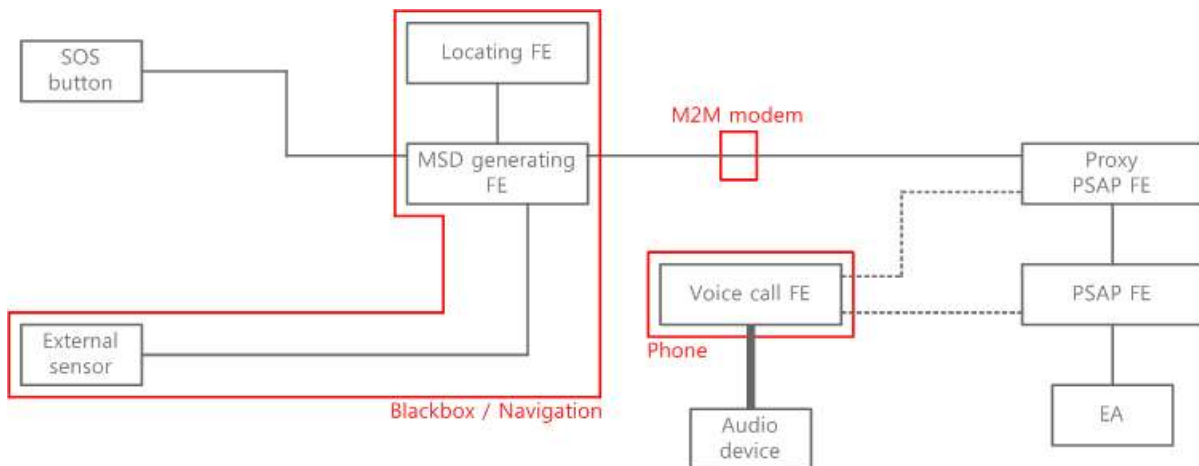 SOS
button
Locating FE
MSD generating
FE
M2M modem
Proxy
PSAP FE
Voice call FE
PSAP FE
Phone
External
sensor
Blackbox / Navigation
Audio
device
EA